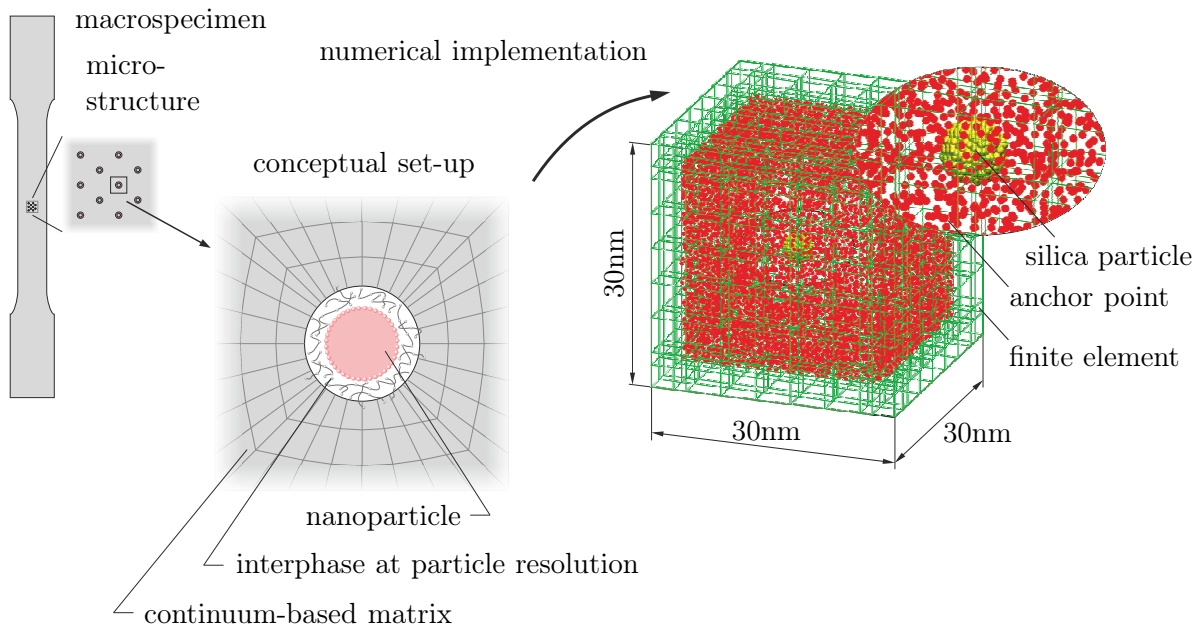 macrospecimen
micro-
structure
numerical implementation
conceptual set-up
30nm
30nm
30nm
silica particle
anchor point
finite element
nanoparticle
interphase at particle resolution
continuum-based matrix